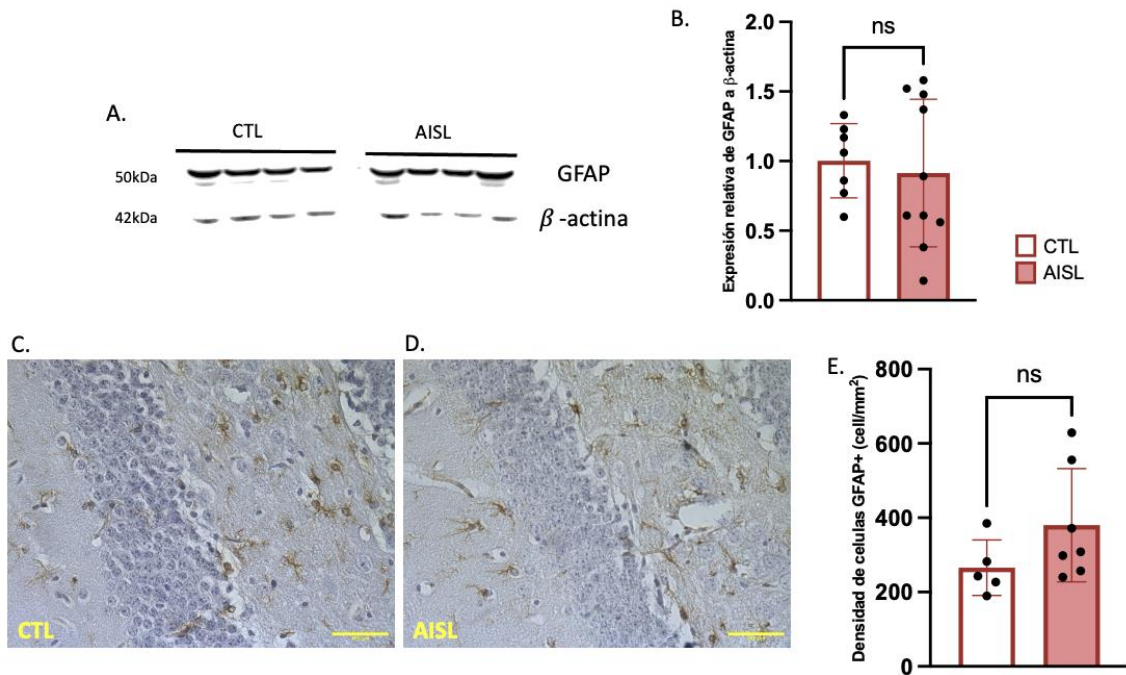 A.
CTL
AISL
50kDa
GFAP
42kDa
β-actina
B.
Expresión relativa de GFAP a β-actina
2.0
1.5
1.0
0.5
0.0
ns
CTL
AISL
C.
CTL
D.
AISL
E.
Densidad de celulas GFAP+ (cell/mm²)
800
600
400
200
0
ns